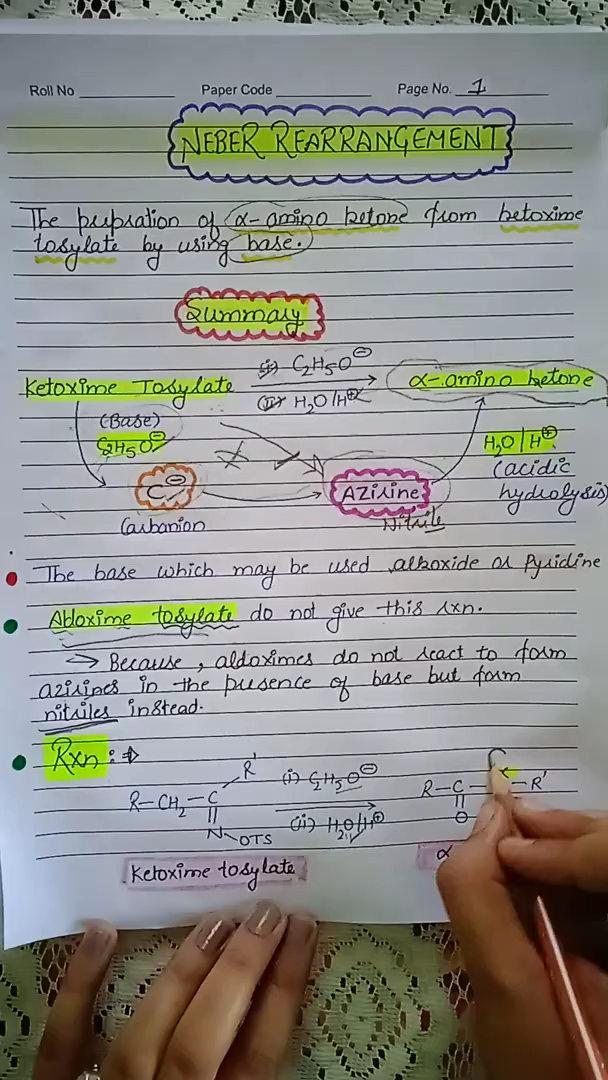 Roll No Paper Code Page No. 1
NEBER REARRANGEMENT
The prepration of α-amino ketone from ketoxime
tosylate by using base.
Summary
Ketoxime Tosylate (i) C2H5O⊖ α-amino ketone
(ii) H2O/H⊕
(Base)
C2H5O⊖
H2O/H⊕
(acidic
hydrolysis)
C⊖
Azirine
Carbanion
Nitrile
The base which may be used alkoxide or Pyridine
Aldoxime tosylate do not give this rxn.
→ Because, aldoximes do not react to form
azirines in the presence of base but form
nitriles instead.
Rxn:⇒
R'
(i) C2H5O⊖
R-CH2-C
R-C
-R'
||
||
N-OTS
(ii) H2O/H⊕
O
Ketoxime tosylate
α